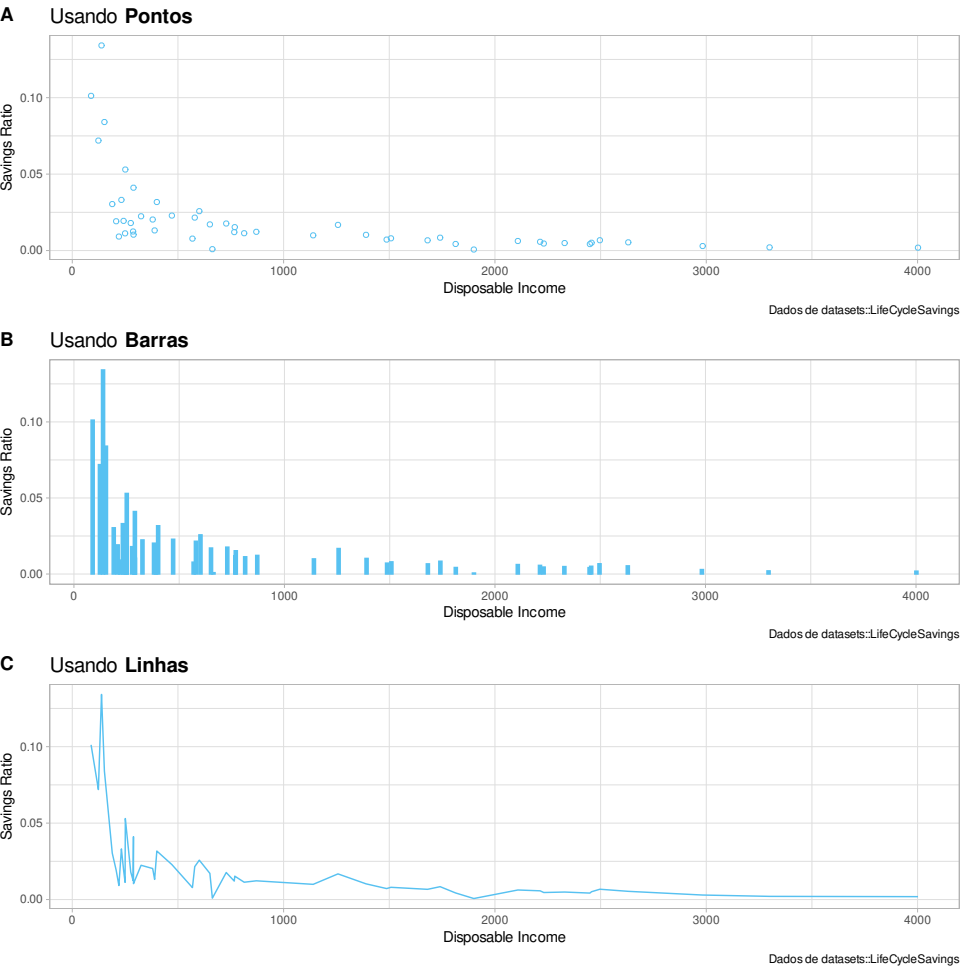 A Usando Pontos
Savings Ratio
0.10
0.05
0.00
0 1000 2000 3000 4000
Disposable Income
Dados de datasets::LifeCycleSavings
B Usando Barras
Savings Ratio
0.10
0.05
0.00
0 1000 2000 3000 4000
Disposable Income
Dados de datasets::LifeCycleSavings
C Usando Linhas
Savings Ratio
0.10
0.05
0.00
0 1000 2000 3000 4000
Disposable Income
Dados de datasets::LifeCycleSavings